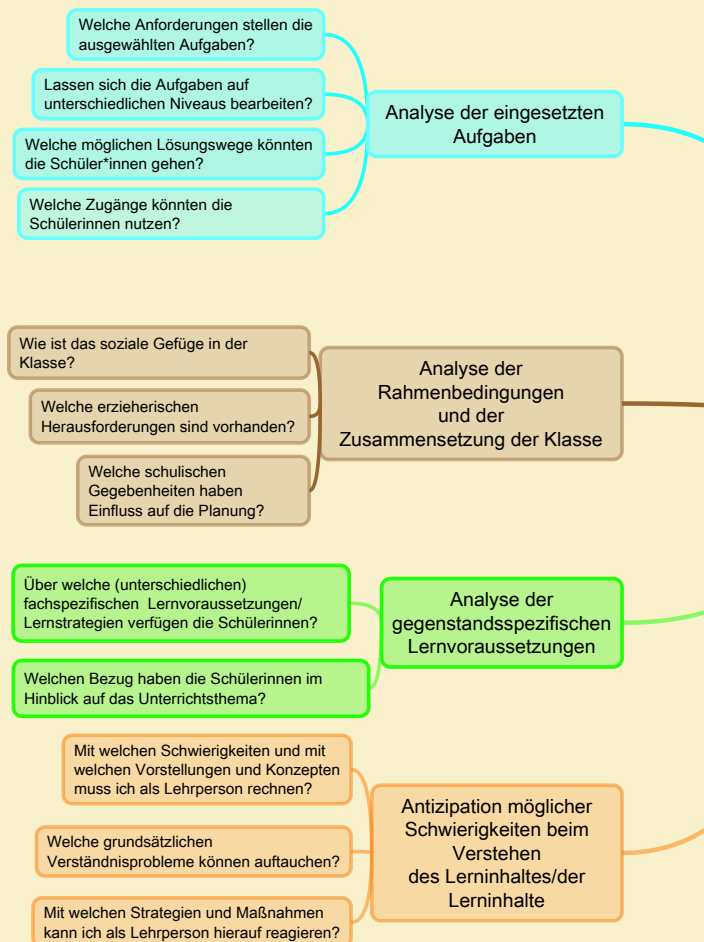 Welche Anforderungen stellen die
ausgewählten Aufgaben?
Lassen sich die Aufgaben auf
unterschiedlichen Niveaus bearbeiten?
Welche möglichen Lösungswege könnten
die Schüler*innen gehen?
Welche Zugänge könnten die
Schülerinnen nutzen?
Analyse der eingesetzten
Aufgaben
Wie ist das soziale Gefüge in der
Klasse?
Welche erzieherischen
Herausforderungen sind vorhanden?
Welche schulischen
Gegebenheiten haben
Einfluss auf die Planung?
Analyse der
Rahmenbedingungen
und der
Zusammensetzung der Klasse
Über welche (unterschiedlichen)
fachspezifischen Lernvoraussetzungen/
Lernstrategien verfügen die Schülerinnen?
Welchen Bezug haben die Schülerinnen im
Hinblick auf das Unterrichtsthema?
Analyse der
gegenstandsspezifischen
Lernvoraussetzungen
Mit welchen Schwierigkeiten und mit
welchen Vorstellungen und Konzepten
muss ich als Lehrperson rechnen?
Welche grundsätzlichen
Verständnisprobleme können auftauchen?
Mit welchen Strategien und Maßnahmen
kann ich als Lehrperson hierauf reagieren?
Antizipation möglicher
Schwierigkeiten beim
Verstehen
des Lerninhaltes/der
Lerninhalte